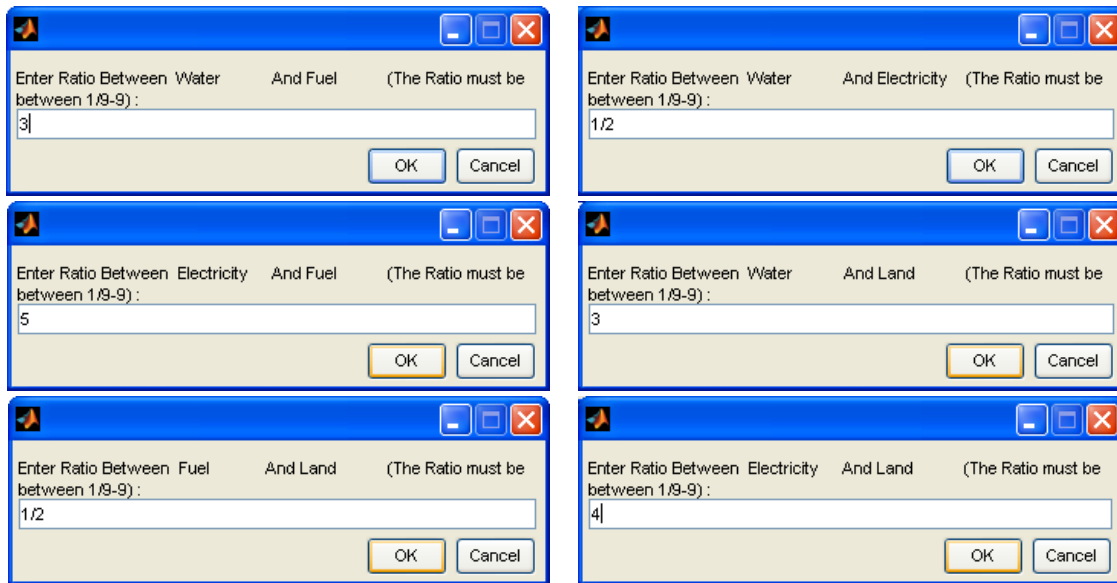 Enter Ratio Between Water And Fuel (The Ratio must be
between 1/9-9) :
3
OK Cancel
Enter Ratio Between Water And Electricity (The Ratio must be
between 1/9-9) :
1/2
OK Cancel
Enter Ratio Between Electricity And Fuel (The Ratio must be
between 1/9-9) :
5
OK Cancel
Enter Ratio Between Water And Land (The Ratio must be
between 1/9-9) :
3
OK Cancel
Enter Ratio Between Fuel And Land (The Ratio must be
between 1/9-9) :
1/2
OK Cancel
Enter Ratio Between Electricity And Land (The Ratio must be
between 1/9-9) :
4
OK Cancel